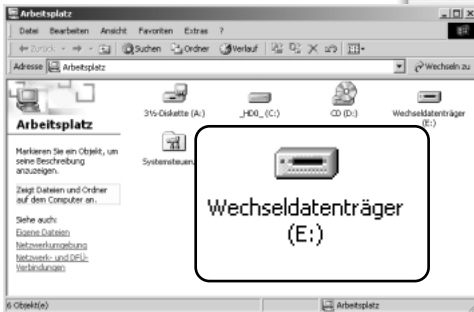 Arbeitsplatz
Datei Bearbeiten Ansicht Favoriten Extras ?
Zurück Suchen Ordner Verlauf
Adresse Arbeitsplatz Wechseln zu
Arbeitsplatz
Markieren Sie ein Objekt, um
seine Beschreibung
anzuzeigen.
Zeigt Dateien und Ordner
auf dem Computer an.
Siehe auch:
Eigene Dateien
Netzwerkumgebung
Netzwerk- und DFÜ-
Verbindungen
3½-Diskette (A:) _HD0_ (C:) CD (D:) Wechseldatenträger
(E:)
Wechseldatenträger
(E:)
6 Objekt(e) Arbeitsplatz